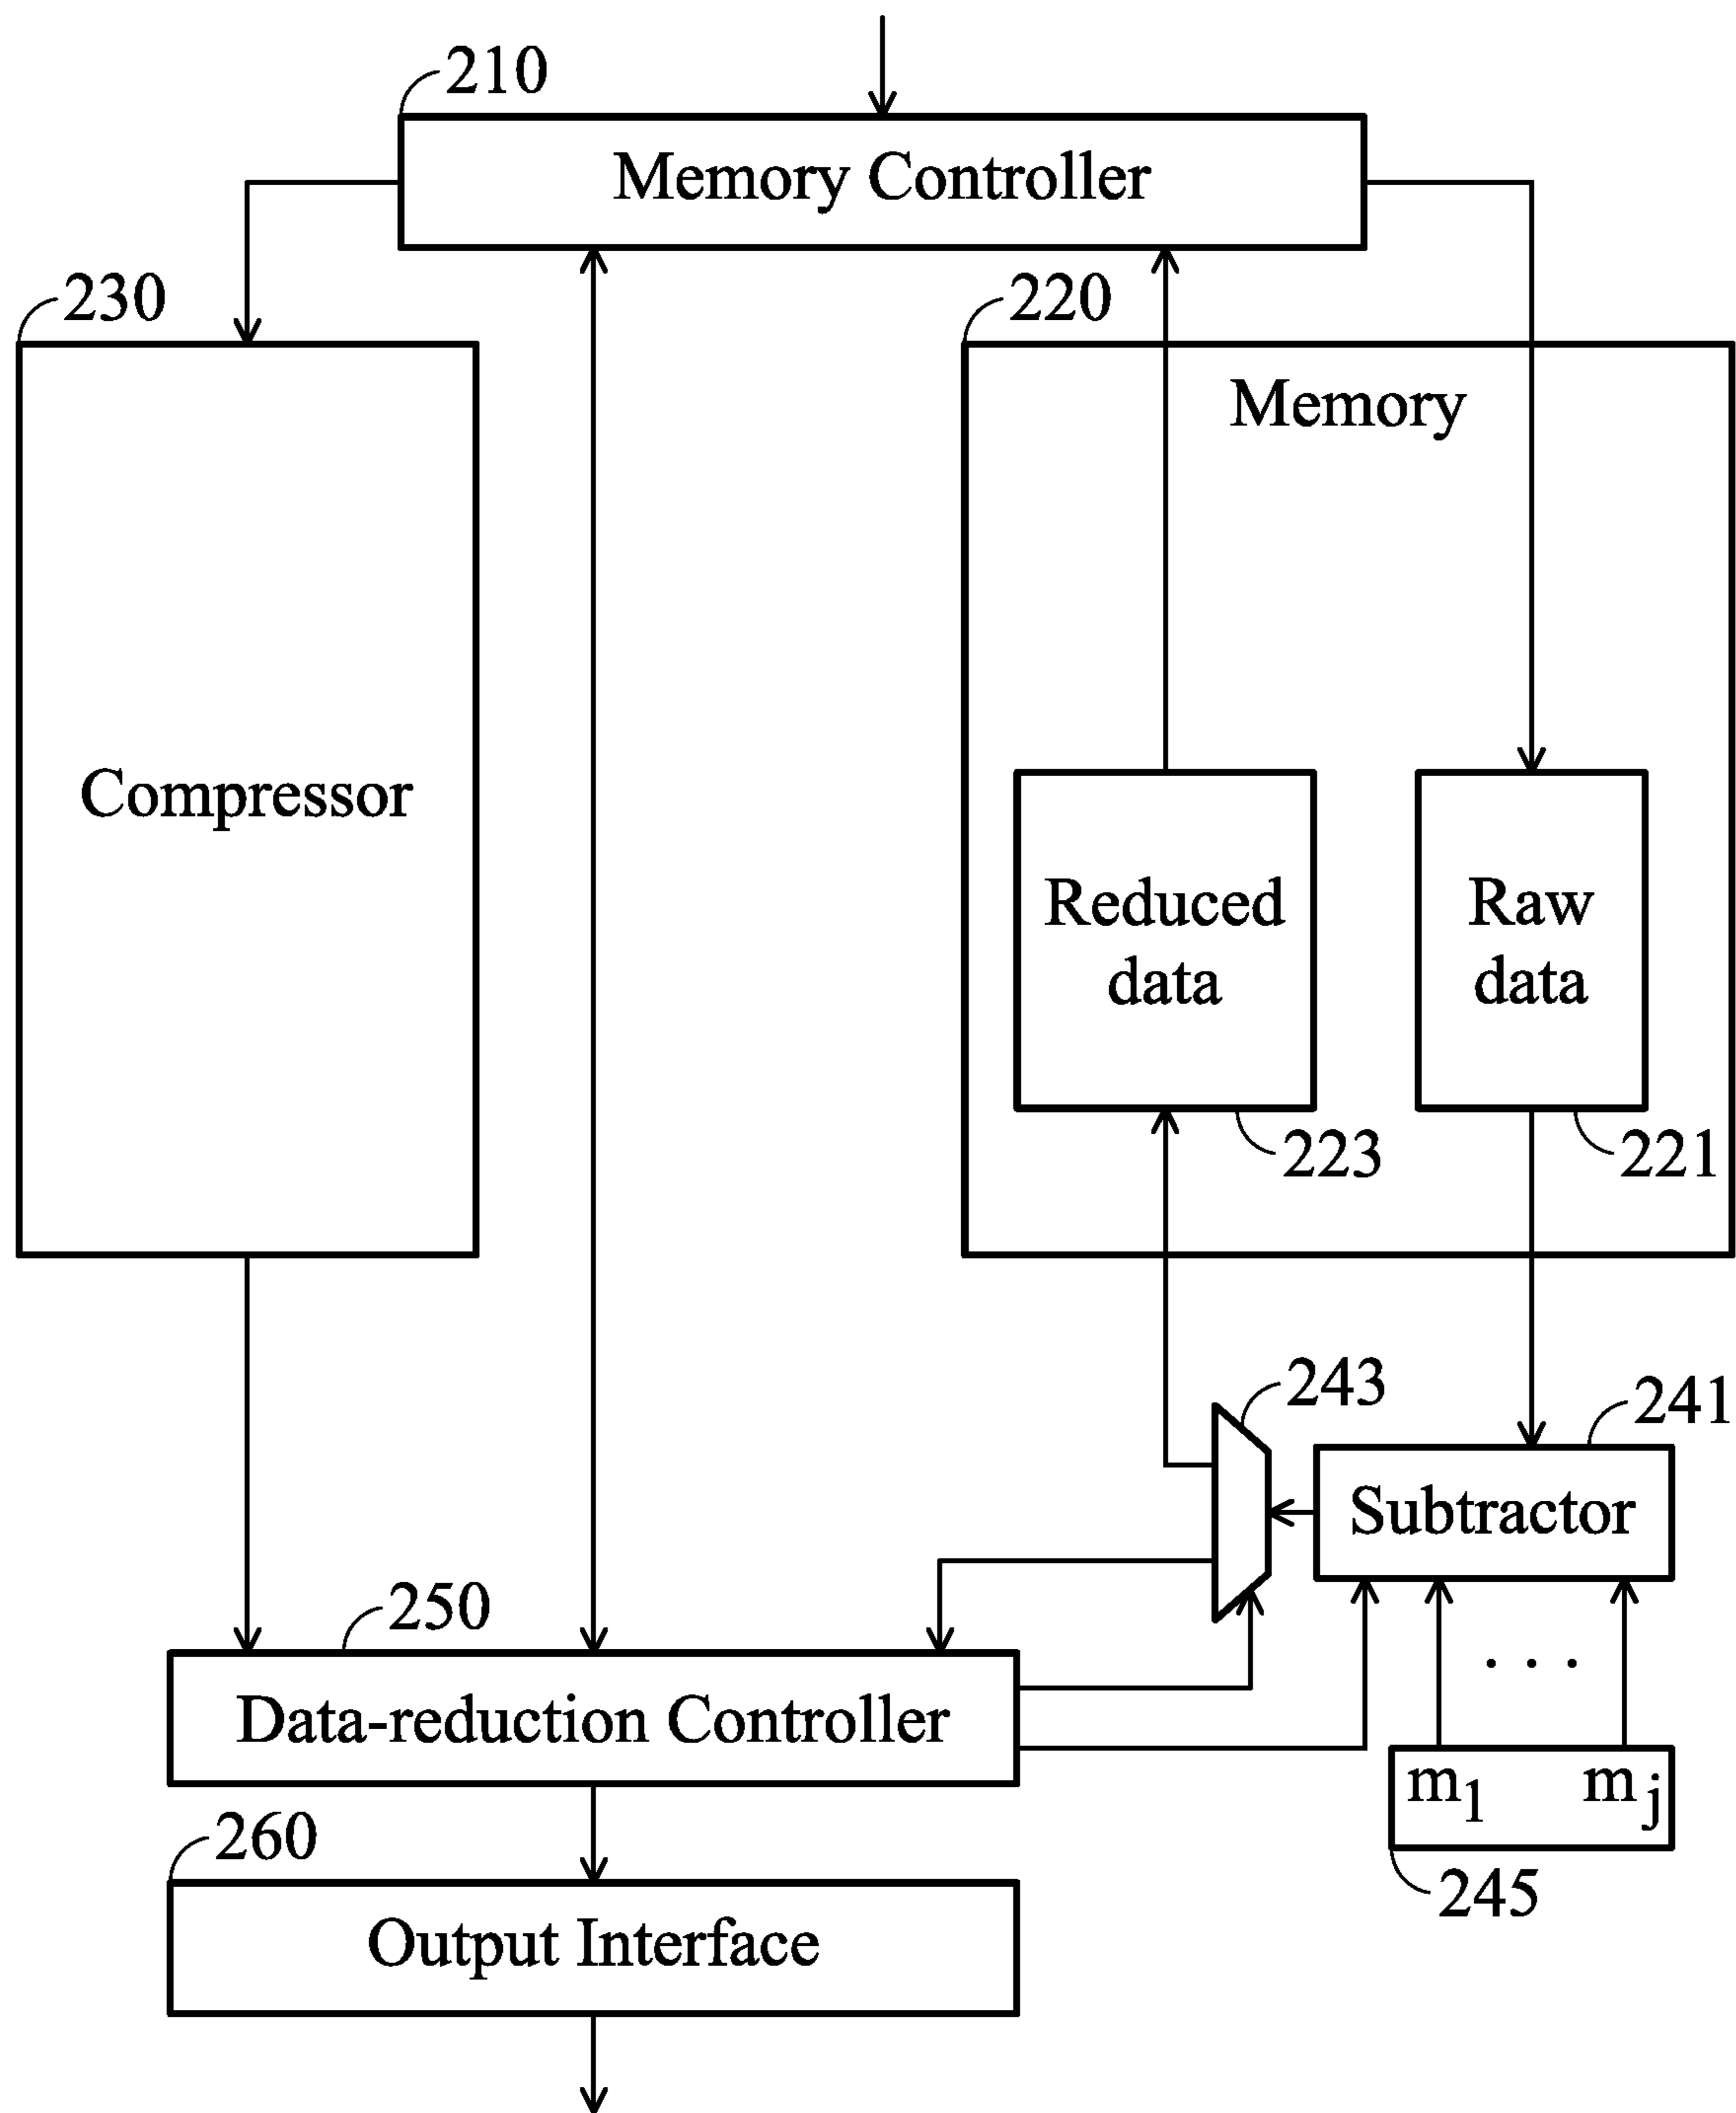 210
Memory Controller
230
220
Memory
Compressor
Reduced
data
Raw
data
223
221
243
241
Subtractor
250
Data-reduction Controller
. . .
m1
mj
260
245
Output Interface